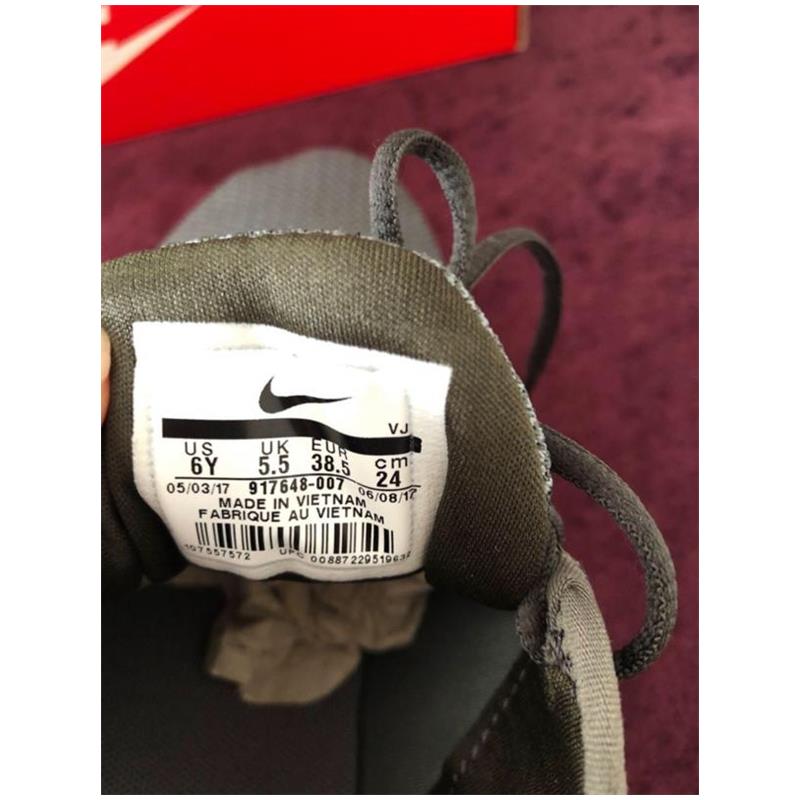 VJ
US UK EUR cm
6Y 5.5 38.5 24
05/03/17 917648-007 06/08/17
MADE IN VIETNAM
FABRIQUE AU VIETNAM
107557572 UPC 00887229519632